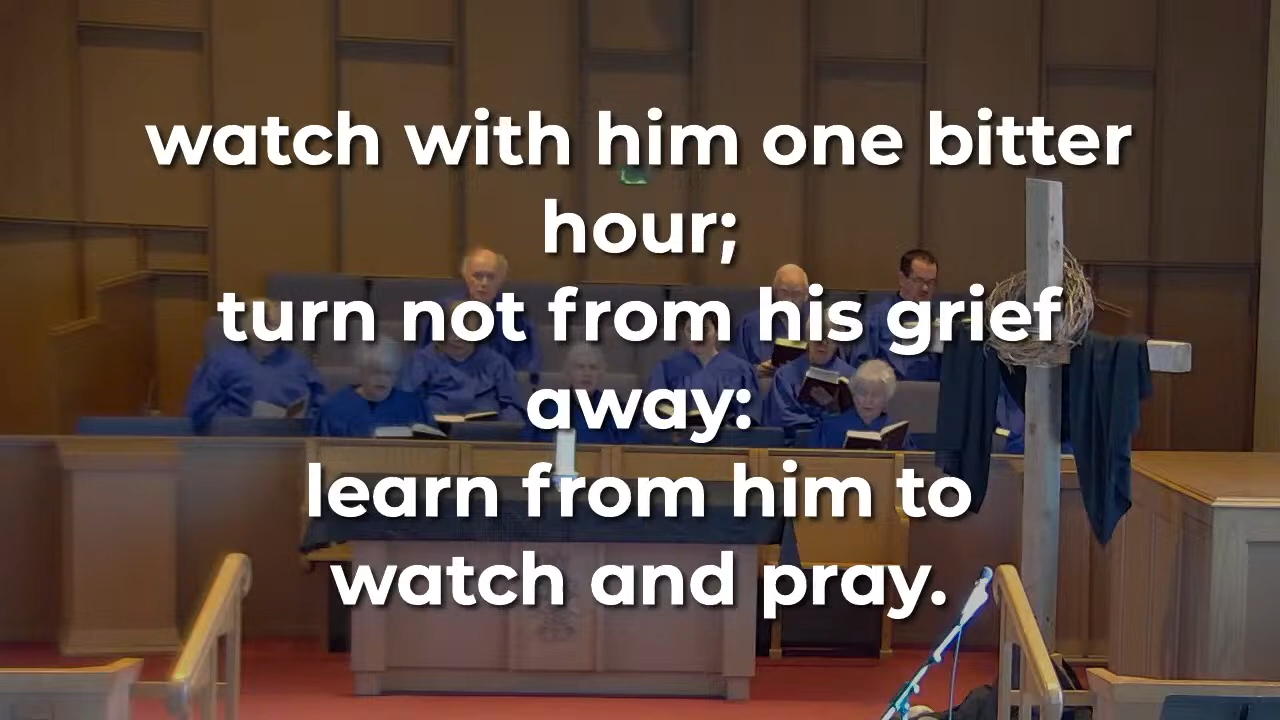 watch with him one bitter
hour;
turn not from his grief
away:
learn from him to
watch and pray.